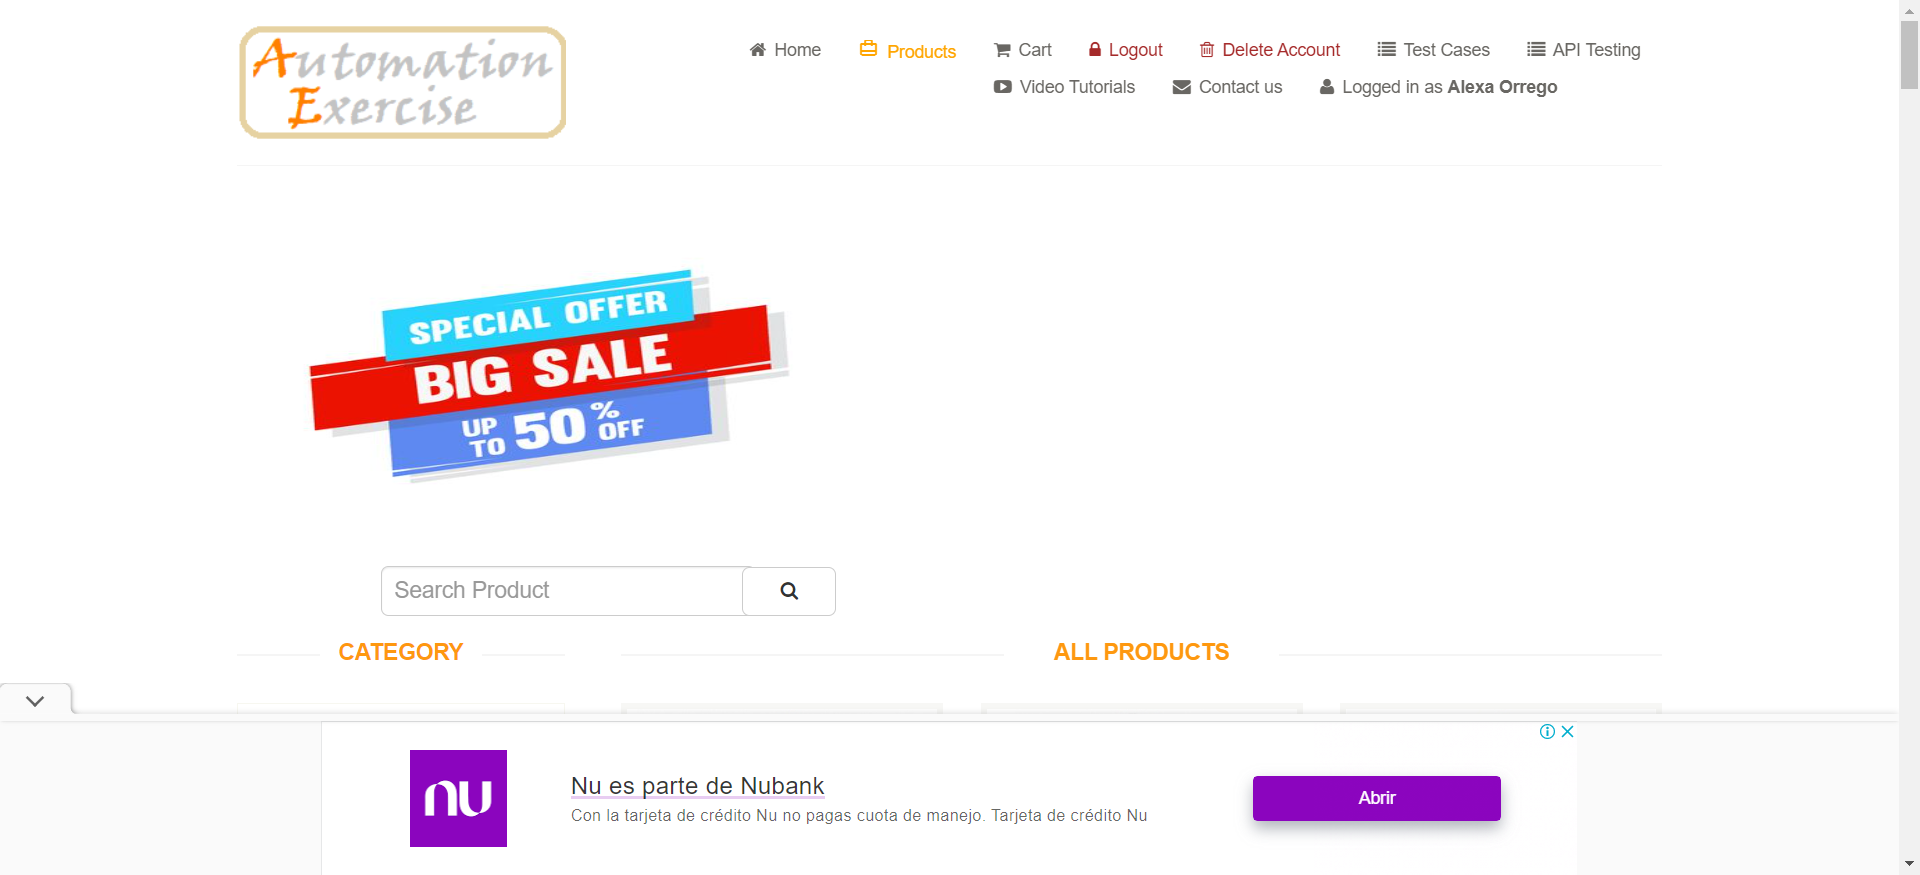 Automation
Exercise
Home Products Cart Logout Delete Account Test Cases API Testing
Video Tutorials Contact us Logged in as Alexa Orrego
SPECIAL OFFER
BIG SALE
UP TO 50% OFF
Search Product
CATEGORY
ALL PRODUCTS
nu
Nu es parte de Nubank
Con la tarjeta de crédito Nu no pagas cuota de manejo. Tarjeta de crédito Nu
Abrir